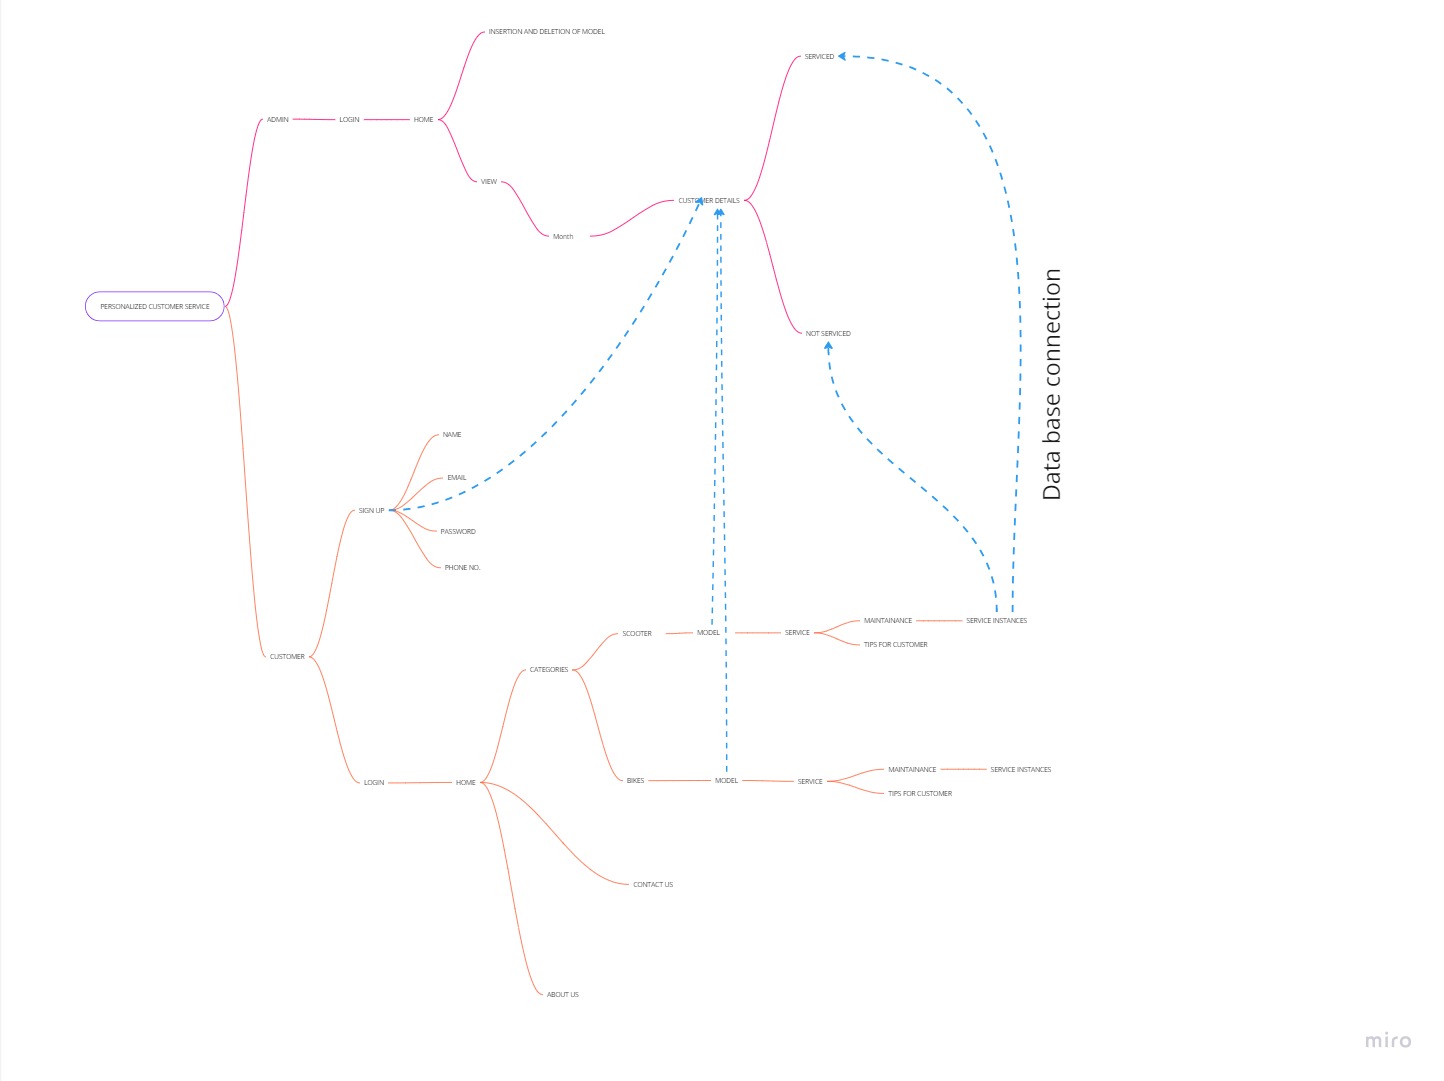 INSERTION AND DELETION OF MODEL
SERVICED
ADMIN
LOGIN
HOME
VIEW
CUSTOMER DETAILS
Month
PERSONALIZED CUSTOMER SERVICE
NOT SERVICED
Data base connection
NAME
EMAIL
SIGN UP
PASSWORD
PHONE NO.
CUSTOMER
CATEGORIES
SCOOTER
MODEL
SERVICE
MAINTAINANCE
SERVICE INSTANCES
TIPS FOR CUSTOMER
LOGIN
HOME
BIKES
MODEL
SERVICE
MAINTAINANCE
SERVICE INSTANCES
TIPS FOR CUSTOMER
CONTACT US
ABOUT US
miro